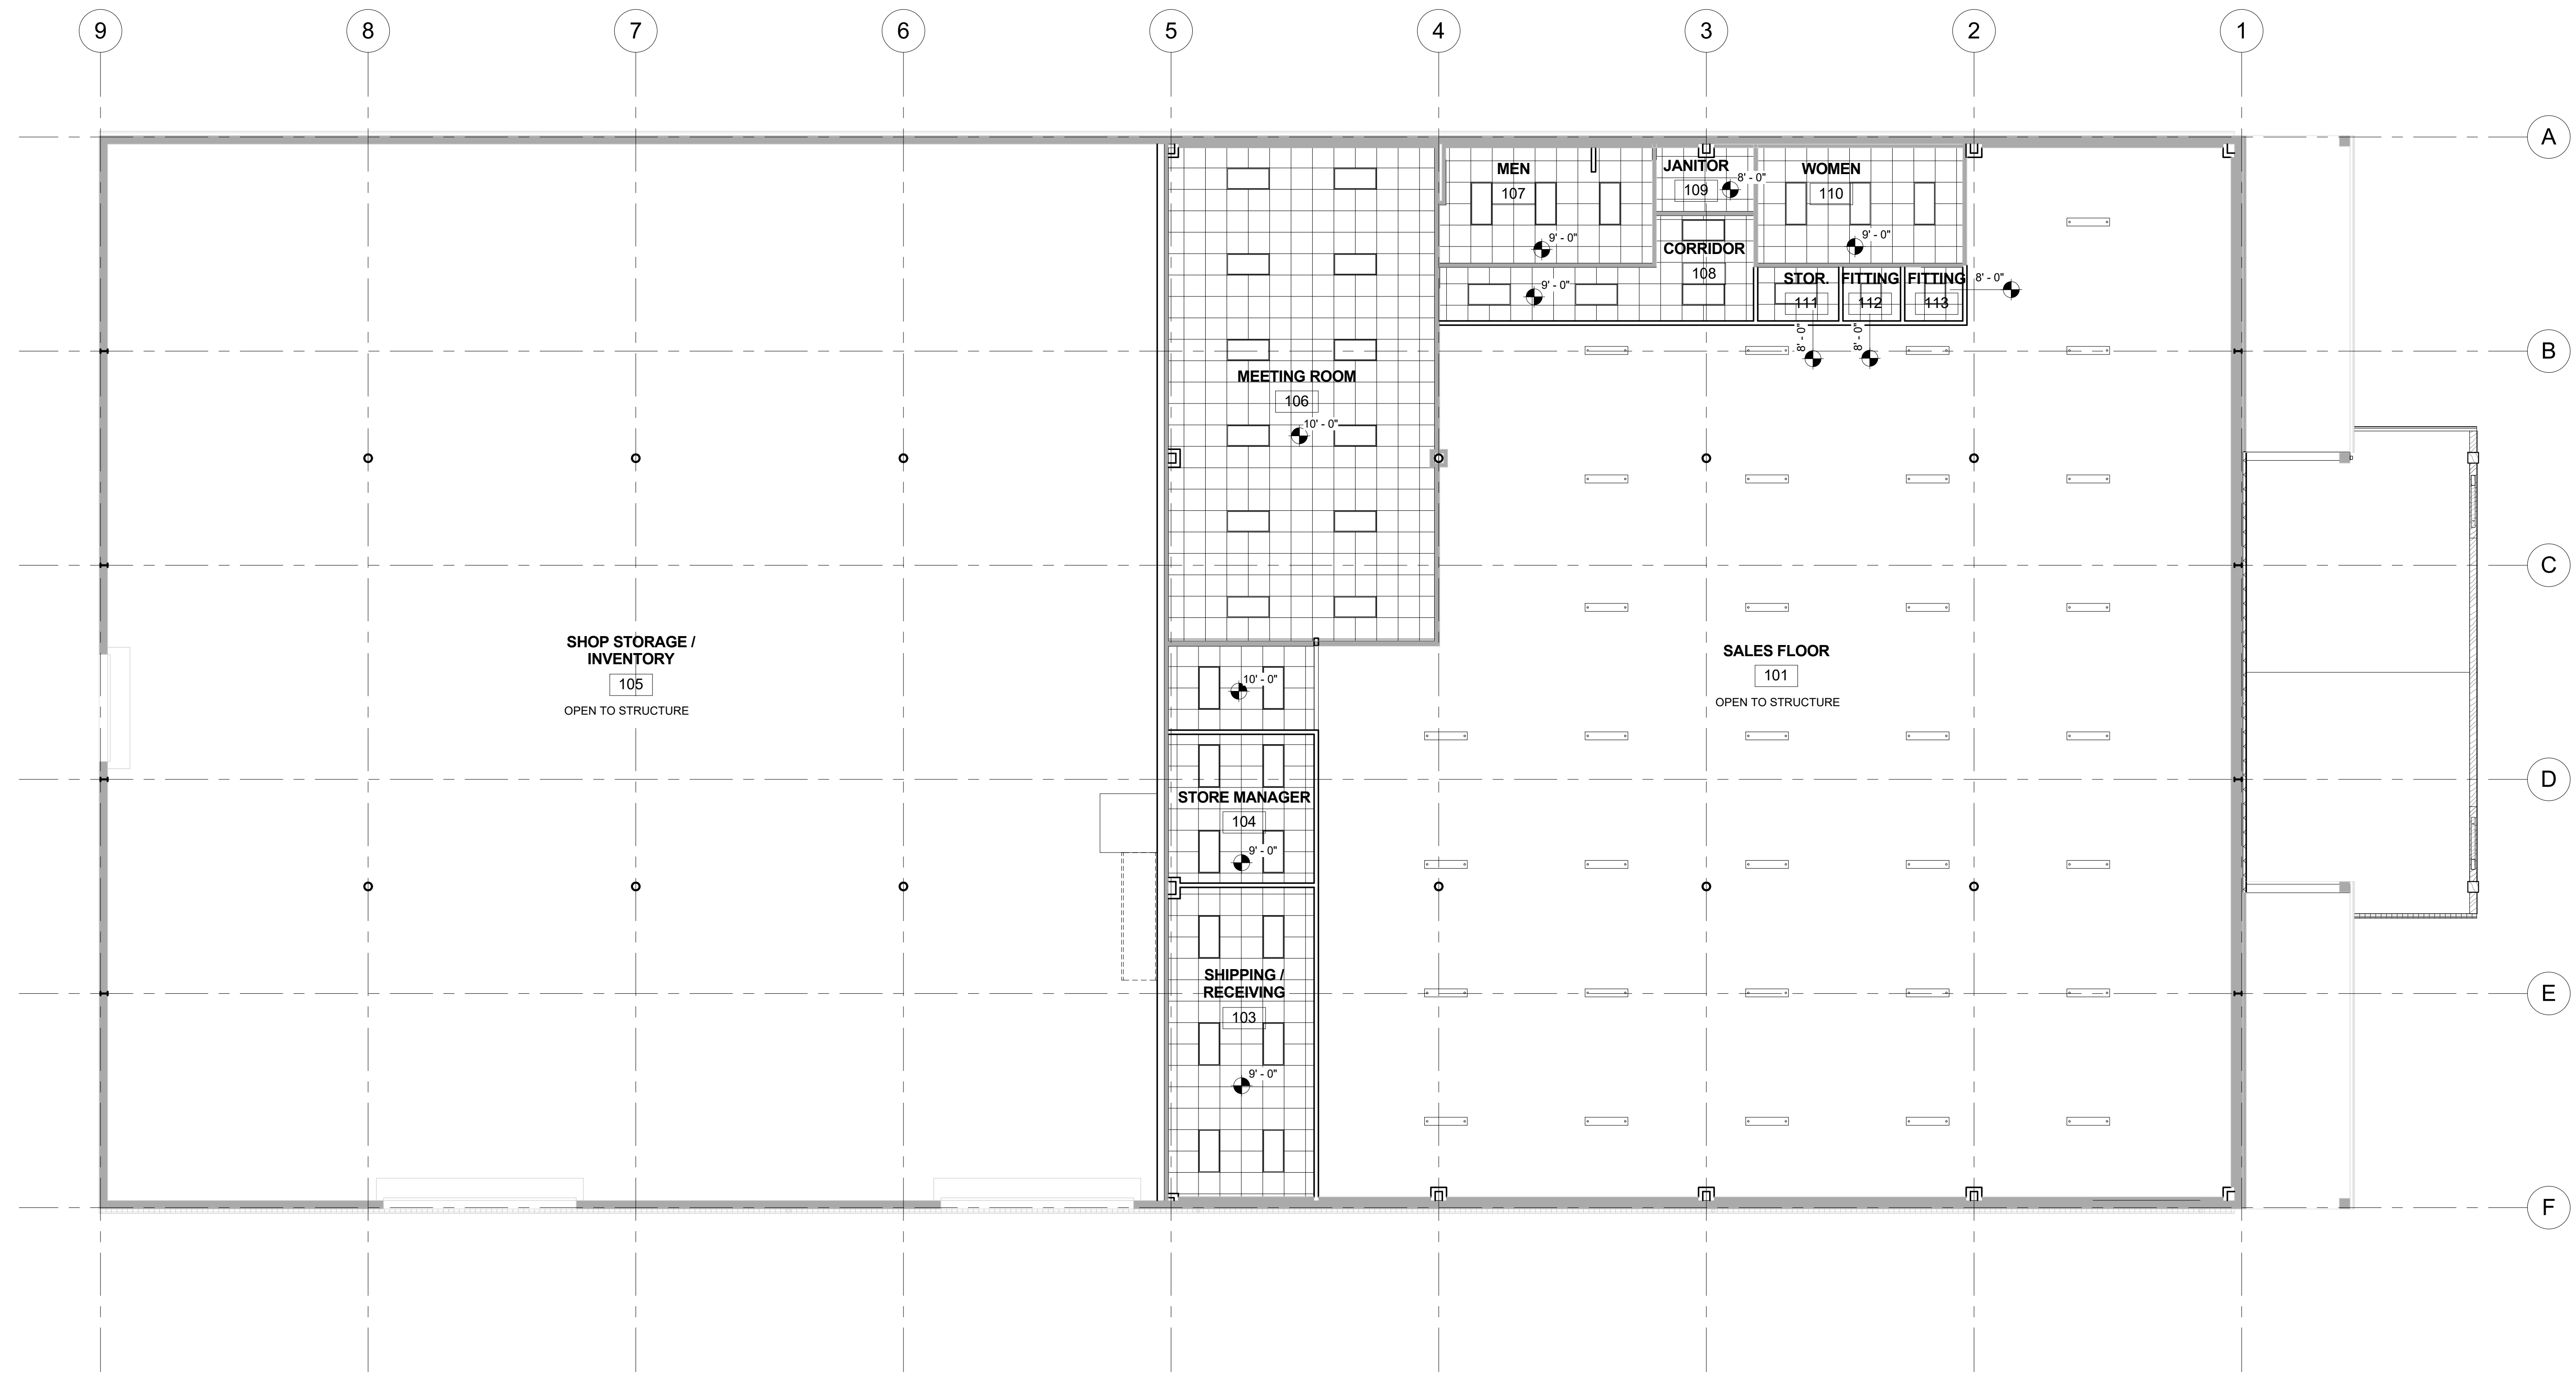 9
8
7
6
5
4
3
2
1
A
MEN
107
9' - 0"
JANITOR
109
8' - 0"
WOMEN
110
9' - 0"
CORRIDOR
108
9' - 0"
STOR.
111
8' - 0"
FITTING
112
8' - 0"
FITTING
113
8' - 0"
B
MEETING ROOM
106
10' - 0"
C
SHOP STORAGE /
INVENTORY
105
OPEN TO STRUCTURE
10' - 0"
SALES FLOOR
101
OPEN TO STRUCTURE
D
STORE MANAGER
104
9' - 0"
SHIPPING /
RECEIVING
103
9' - 0"
E
F